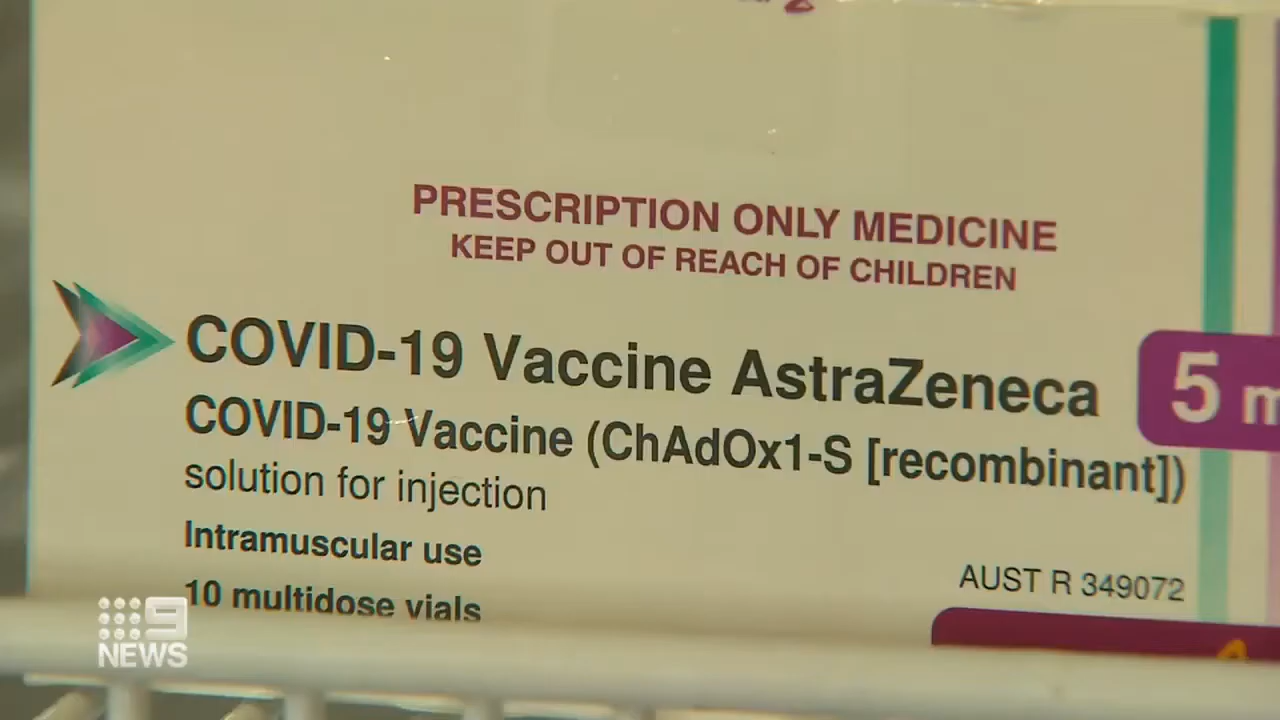 PRESCRIPTION ONLY MEDICINE
KEEP OUT OF REACH OF CHILDREN
COVID-19 Vaccine AstraZeneca
5
COVID-19 Vaccine (ChAdOx1-S [recombinant])
solution for injection
Intramuscular use
10 multidose vials
AUST R 349072
9
NEWS